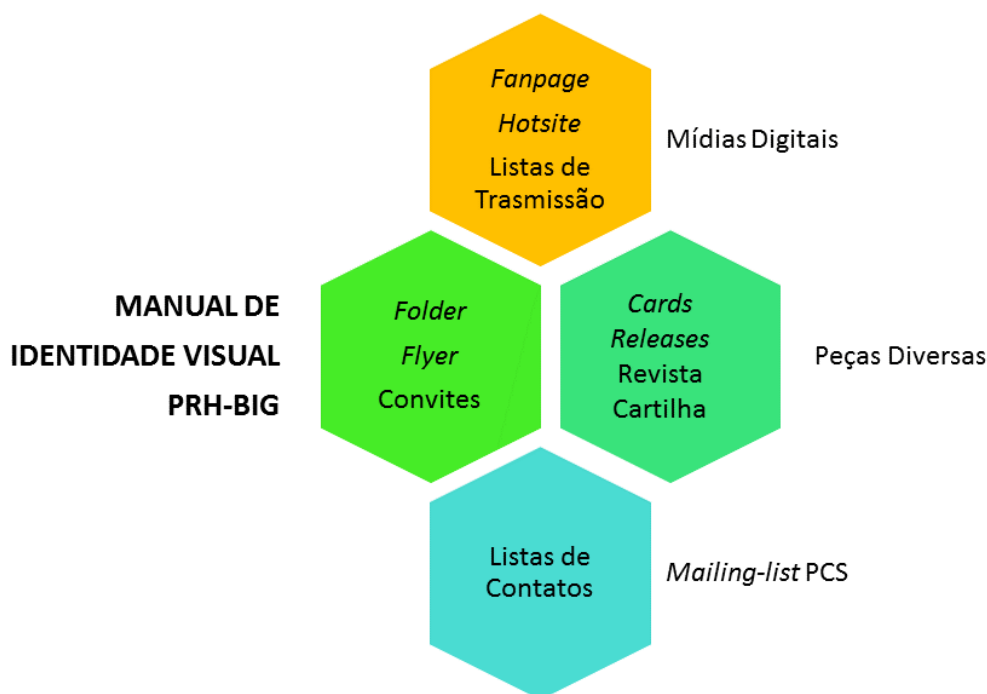 Fanpage
Hotsite
Listas de
Trasmissão
Mídias Digitais
MANUAL DE
IDENTIDADE VISUAL
PRH-BIG
Folder
Flyer
Convites
Cards
Releases
Revista
Cartilha
Peças Diversas
Listas de
Contatos
Mailing-list PCS